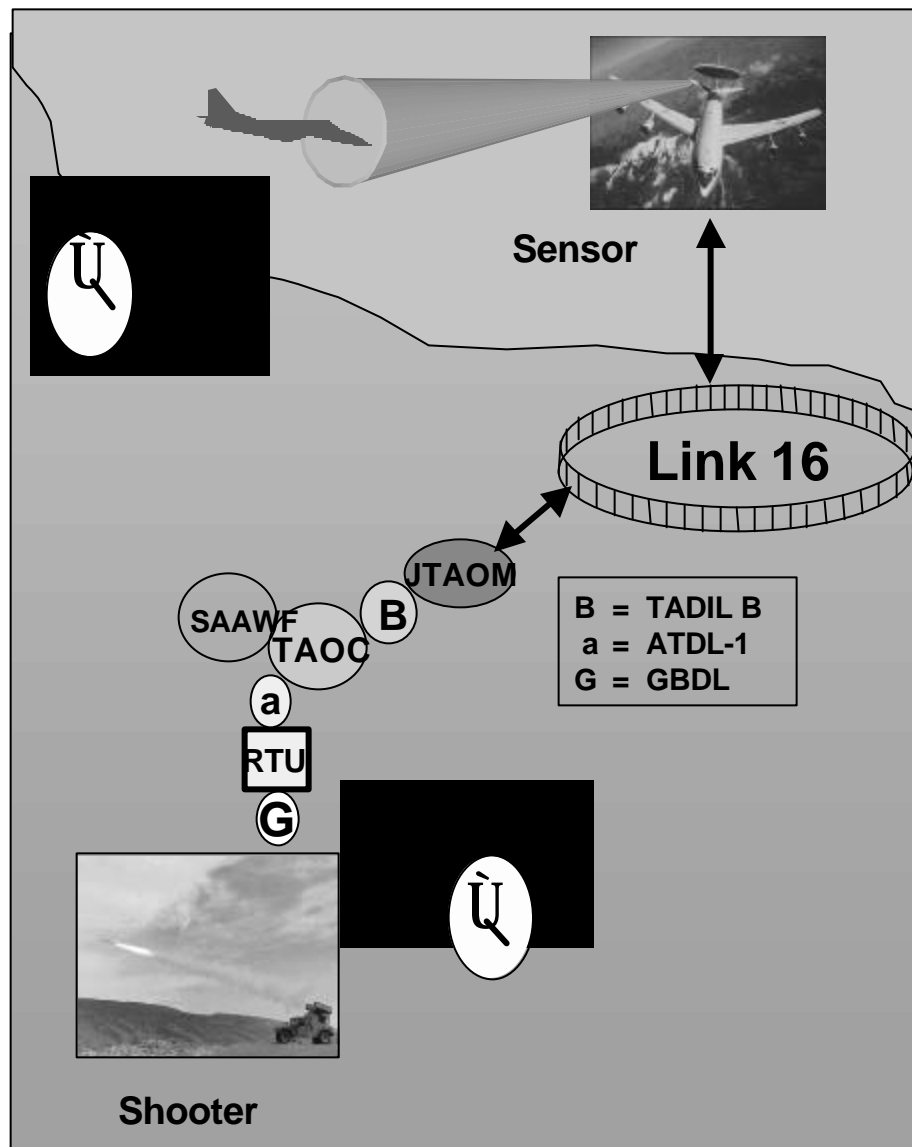 Sensor
Ù
Link 16
JTAOM
B
SAAWF
TAOC
B = TADIL B
a = ATDL-1
G = GBDL
a
RTU
G
Ù
Shooter